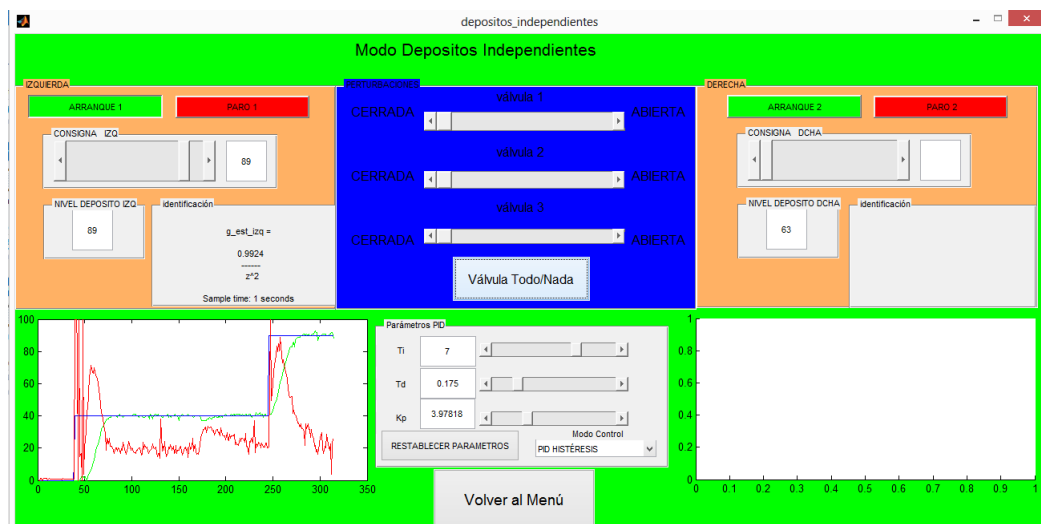 depositos_independientes
Modo Depositos Independientes
IZQUIERDA
ARRANQUE 1
PARO 1
CONSIGNA IZQ
89
NIVEL DEPOSITO IZQ
89
identificación
g_est_izq =
0.9924
------
z^2
Sample time: 1 seconds
PERTURBACIONES
válvula 1
CERRADA
ABIERTA
válvula 2
CERRADA
ABIERTA
válvula 3
CERRADA
ABIERTA
Válvula Todo/Nada
DERECHA
ARRANQUE 2
PARO 2
CONSIGNA DCHA
NIVEL DEPOSITO DCHA
63
identificación
100
80
60
40
20
0
0 50 100 150 200 250 300 350
Parámetros PID
Ti
7
Td
0.175
Kp
3.97818
RESTABLECER PARAMETROS
Modo Control
PID HISTÉRESIS
Volver al Menú
1
0.8
0.6
0.4
0.2
0
0 0.1 0.2 0.3 0.4 0.5 0.6 0.7 0.8 0.9 1